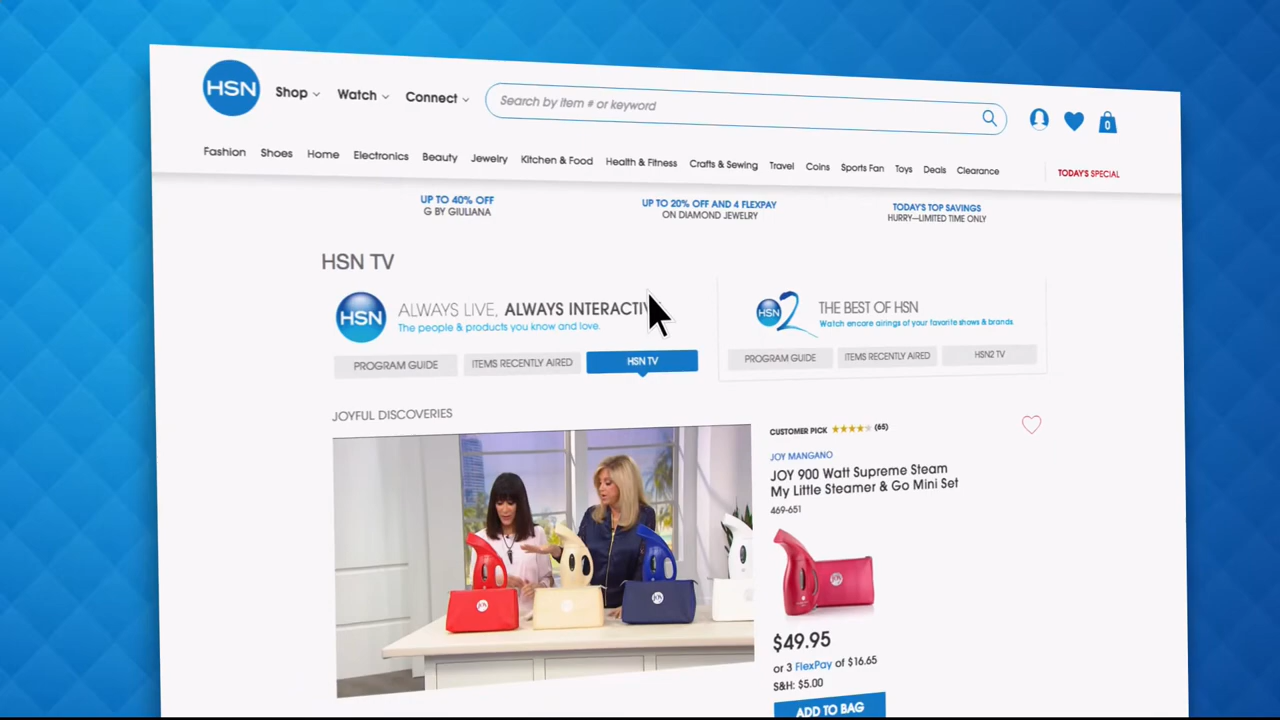 HSN
Shop Watch Connect
Search by item # or keyword
0
Fashion Shoes Home Electronics Beauty Jewelry Kitchen & Food Health & Fitness Crafts & Sewing Travel Coins Sports Fan Toys Deals Clearance TODAY'S SPECIAL
UP TO 40% OFF
G BY GIULIANA
UP TO 20% OFF AND 4 FLEXPAY
ON DIAMOND JEWELRY
TODAY'S TOP SAVINGS
HURRY—LIMITED TIME ONLY
HSN TV
HSN
ALWAYS LIVE, ALWAYS INTERACTIV
The people & products you know and love.
PROGRAM GUIDE ITEMS RECENTLY AIRED HSN TV
HSN2
THE BEST OF HSN
Watch encore airings of your favorite shows & brands.
PROGRAM GUIDE ITEMS RECENTLY AIRED HSN2 TV
JOYFUL DISCOVERIES
JOY
CUSTOMER PICK (65)
JOY MANGANO
JOY 900 Watt Supreme Steam
My Little Steamer & Go Mini Set
469-651
$49.95
or 3 FlexPay of $16.65
S&H: $5.00
ADD TO BAG